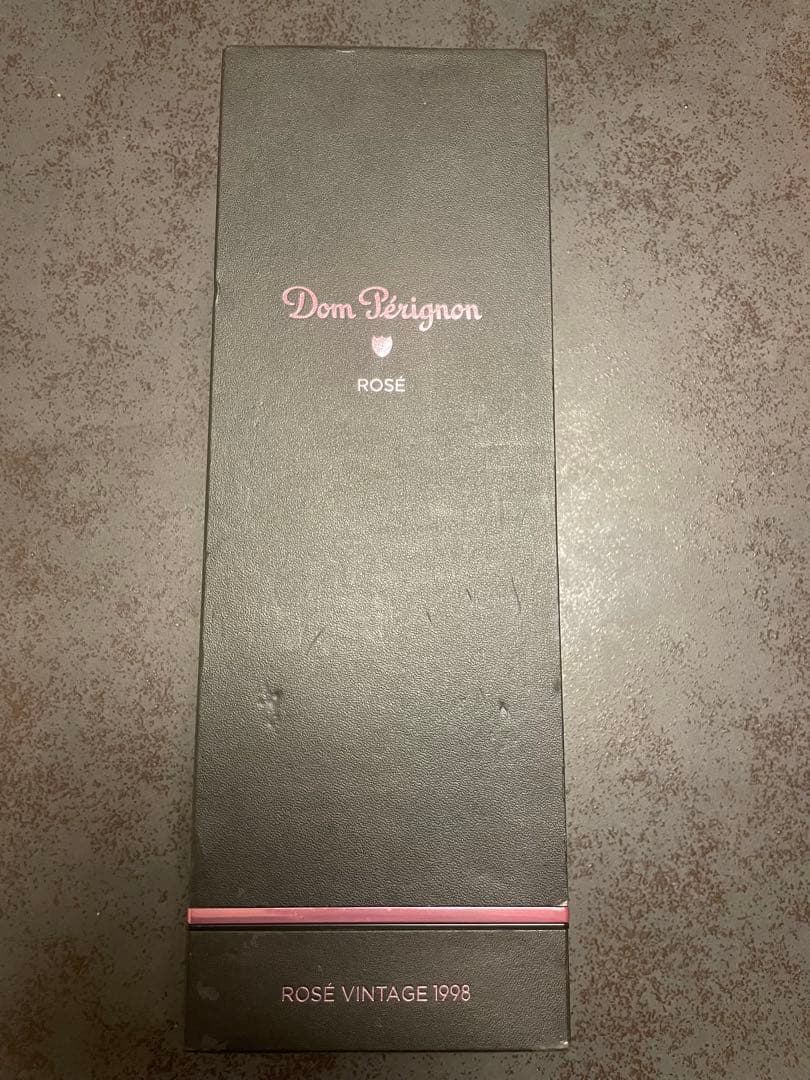 Dom Pérignon
ROSÉ
ROSÉ VINTAGE 1998